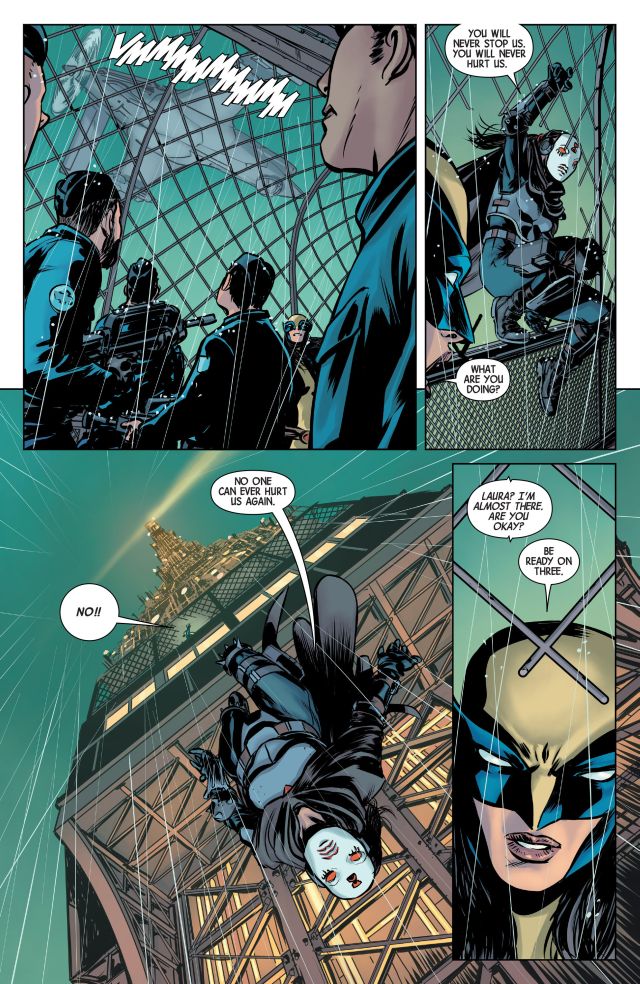 VMMMMMMMMMM
YOU WILL
NEVER STOP US.
YOU WILL NEVER
HURT US.
WHAT
ARE YOU
DOING?
NO ONE
CAN EVER HURT
US AGAIN.
NO!!
LAURA? I'M
ALMOST THERE.
ARE YOU
OKAY?
BE
READY ON
THREE.